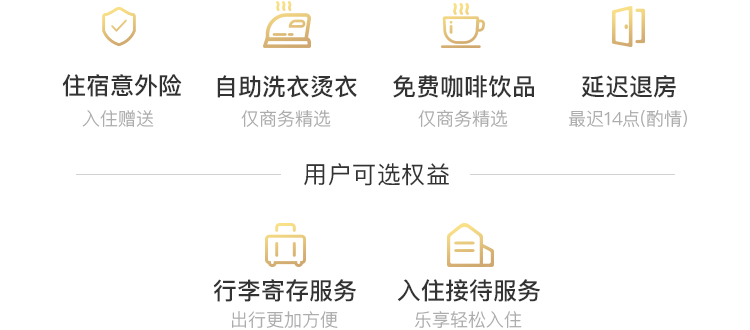 住宿意外险 自助洗衣烫衣 免费咖啡饮品 延迟退房
入住赠送 仅商务精选 仅商务精选 最迟14点(酌情)
用户可选权益
行李寄存服务 入住接待服务
出行更加方便 乐享轻松入住